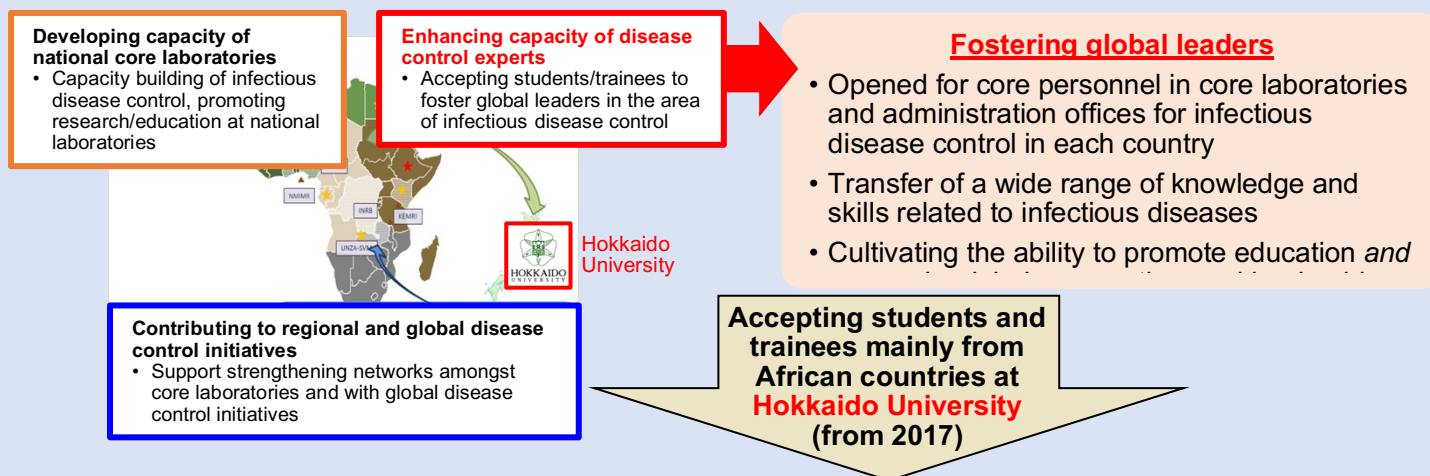 Developing capacity of
national core laboratories
• Capacity building of infectious
disease control, promoting
research/education at national
laboratories
Enhancing capacity of disease
control experts
• Accepting students/trainees to
foster global leaders in the area
of infectious disease control
Fostering global leaders
• Opened for core personnel in core laboratories
and administration offices for infectious
disease control in each country
• Transfer of a wide range of knowledge and
skills related to infectious diseases
• Cultivating the ability to promote education and
NMIMR
INRB
KEMRI
HOKKAIDO
UNIVERSITY
Hokkaido
University
Contributing to regional and global disease
control initiatives
• Support strengthening networks amongst
core laboratories and with global disease
control initiatives
Accepting students and
trainees mainly from
African countries at
Hokkaido University
(from 2017)